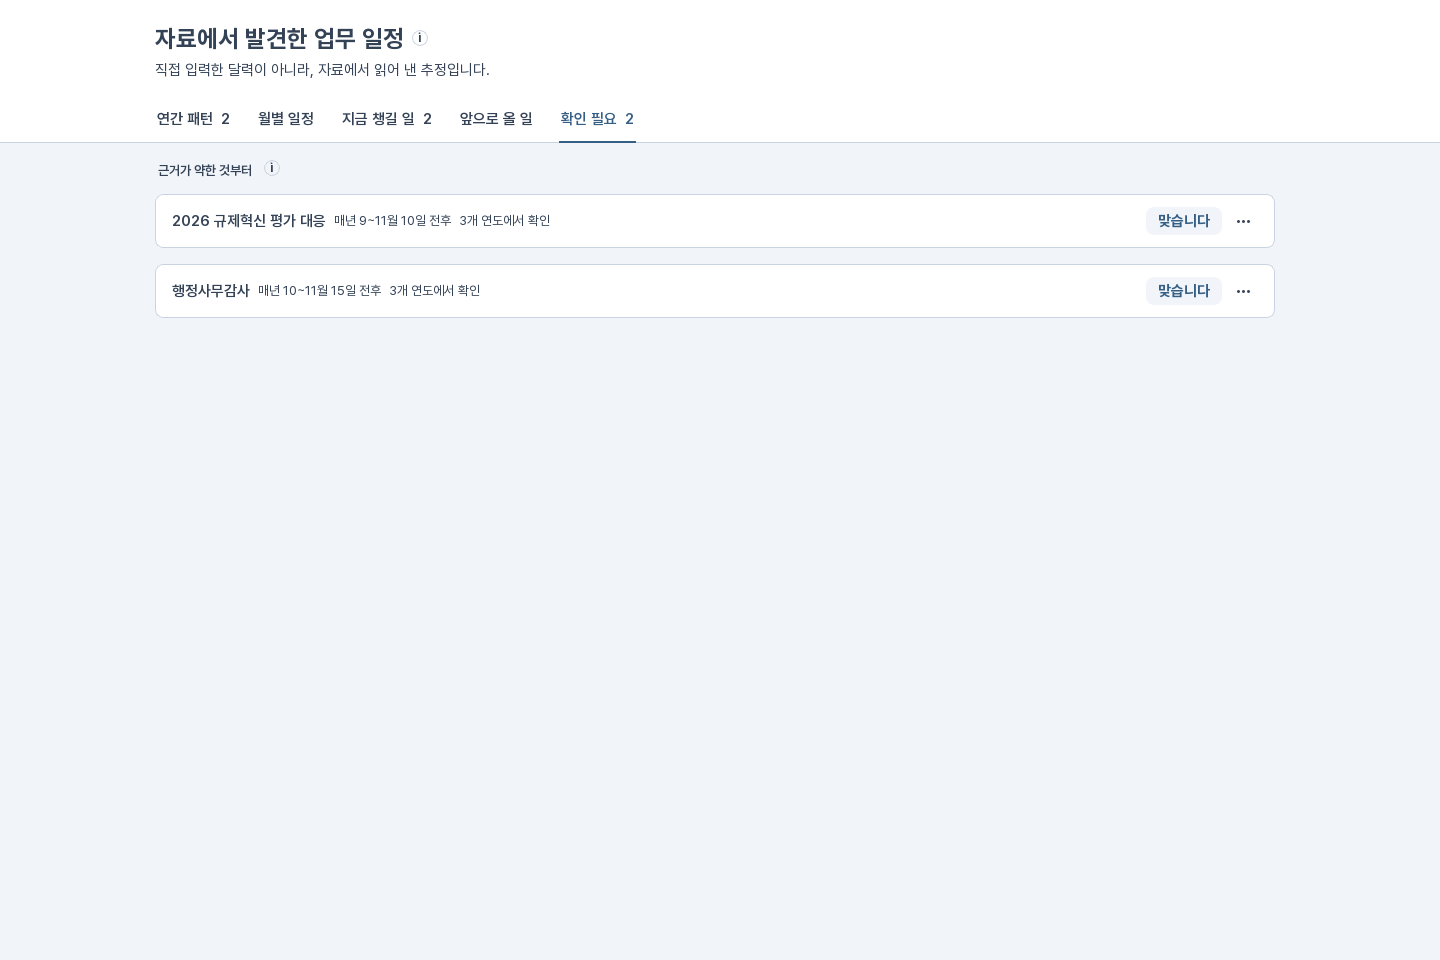 자료에서 발견한 업무 일정 i
직접 입력한 달력이 아니라, 자료에서 읽어 낸 추정입니다.
연간 패턴 2 월별 일정 지금 챙길 일 2 앞으로 올 일 확인 필요 2
근거가 약한 것부터 i
2026 규제혁신 평가 대응 매년 9~11월 10일 전후 3개 연도에서 확인 맞습니다 ···
행정사무감사 매년 10~11월 15일 전후 3개 연도에서 확인 맞습니다 ···